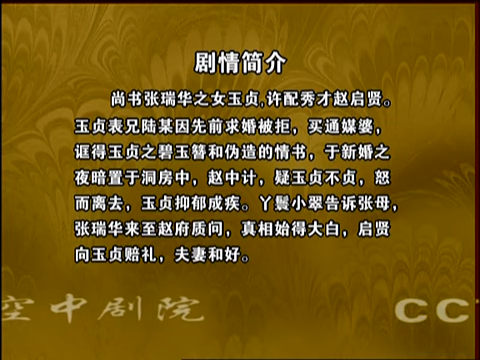 剧情简介
尚书张瑞华之女玉贞,许配秀才赵启贤。
玉贞表兄陆某因先前求婚被拒，买通媒婆，
诓得玉贞之碧玉簪和伪造的情书，于新婚之
夜暗置于洞房中，赵中计，疑玉贞不贞，怒
而离去，玉贞抑郁成疾。丫鬟小翠告诉张母，
张瑞华来至赵府质问，真相始得大白，启贤
向玉贞赔礼，夫妻和好。
空中剧院 CC